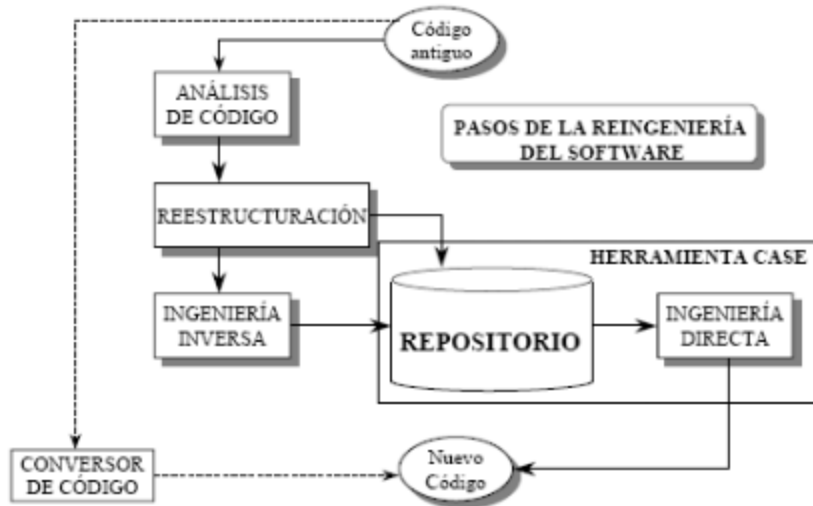 Código
antiguo
ANÁLISIS
DE CÓDIGO
PASOS DE LA REINGENIERÍA
DEL SOFTWARE
REESTRUCTURACIÓN
HERRAMIENTA CASE
INGENIERÍA
INVERSA
REPOSITORIO
INGENIERÍA
DIRECTA
CONVERSOR
DE CÓDIGO
Nuevo
Código